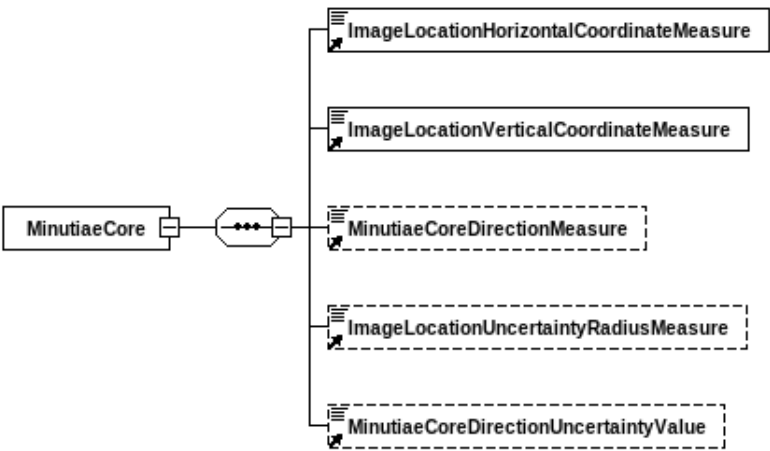 ImageLocationHorizontalCoordinateMeasure
ImageLocationVerticalCoordinateMeasure
MinutiaeCore
MinutiaeCoreDirectionMeasure
ImageLocationUncertaintyRadiusMeasure
MinutiaeCoreDirectionUncertaintyValue